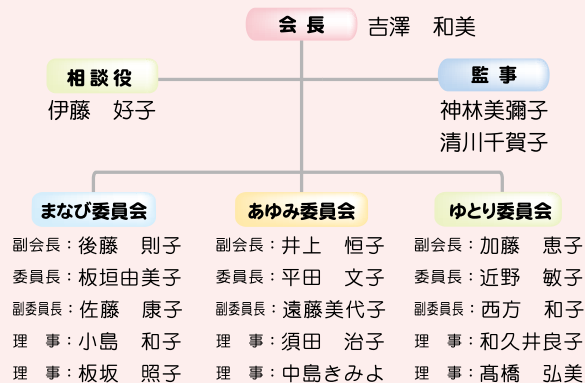 会長 吉澤 和美
相談役
伊藤 好子
監事
神林美彌子
清川千賀子
まなび委員会
副会長：後藤 則子
委員長：板垣由美子
副委員長：佐藤 康子
理 事：小島 和子
理 事：板坂 照子
あゆみ委員会
副会長：井上 恒子
委員長：平田 文子
副委員長：遠藤美代子
理 事：須田 治子
理 事：中島きみよ
ゆとり委員会
副会長：加藤 恵子
委員長：近野 敏子
副委員長：西方 和子
理 事：和久井良子
理 事：髙橋 弘美